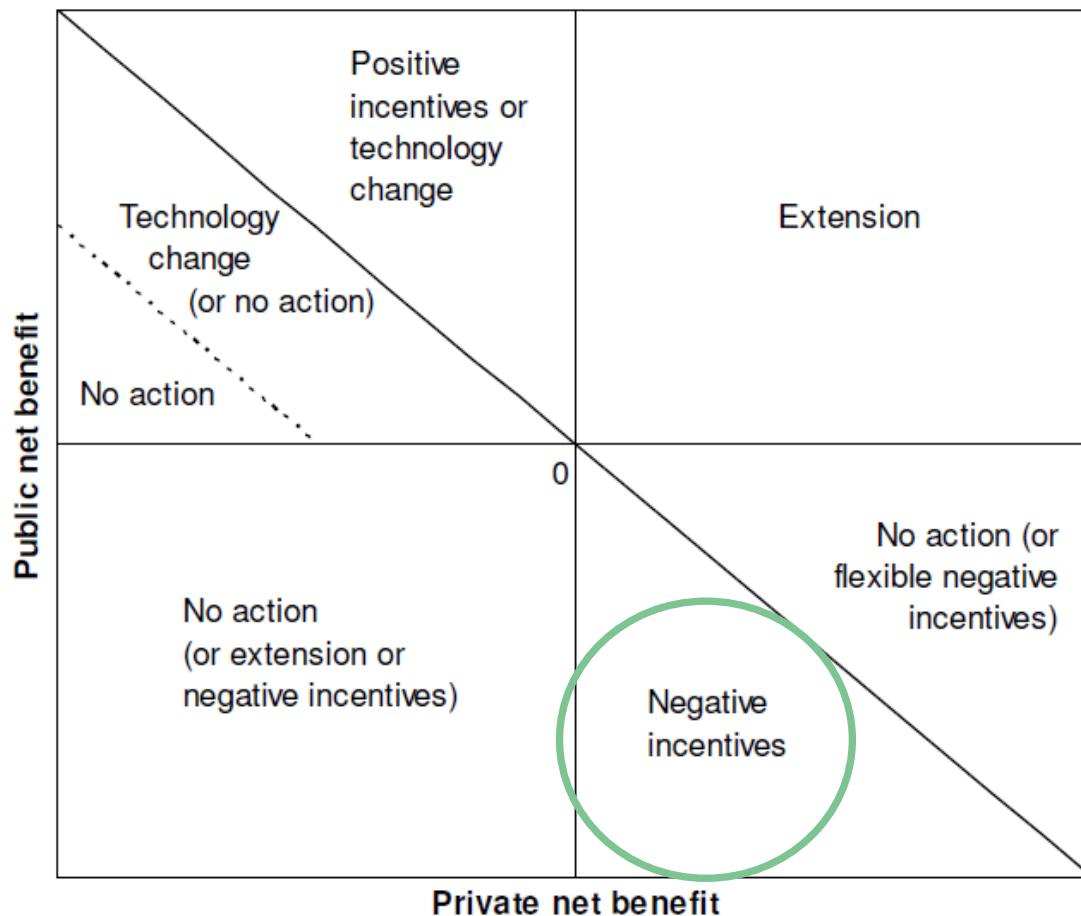 Positive
incentives or
technology
change
Extension
Technology
change
(or no action)
No action
Public net benefit
0
No action (or
flexible negative
incentives)
No action
(or extension or
negative incentives)
Negative
incentives
Private net benefit